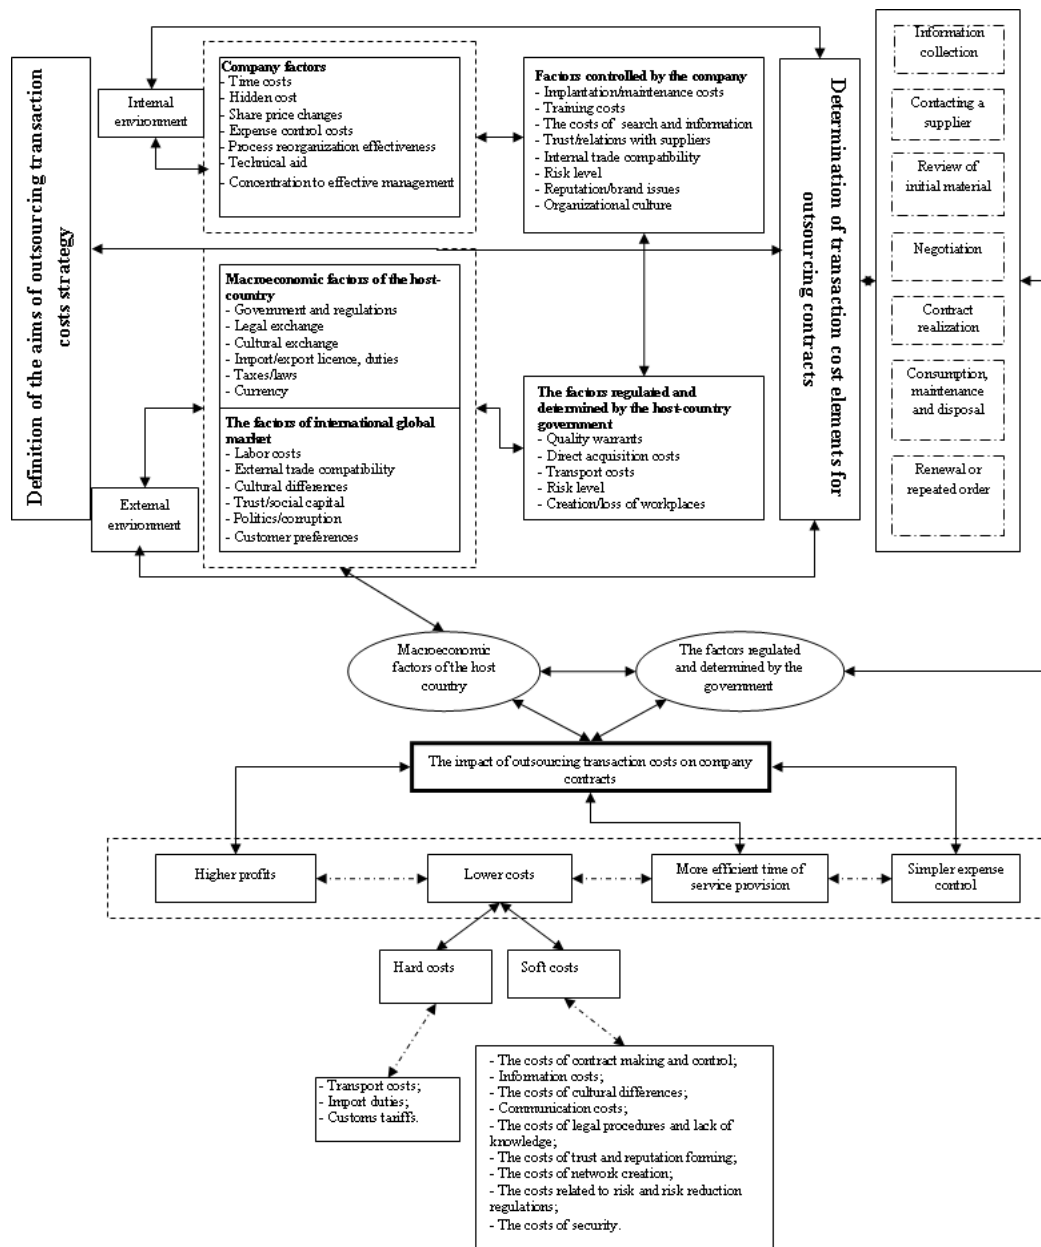 Definition of the aims of outsourcing transaction
costs strategy
Internal
environment
Company factors
- Time costs
- Hidden cost
- Share price changes
- Expense control costs
- Process reorganization effectiveness
- Technical aid
- Concentration to effective management
Factors controlled by the company
- Implantation/maintenance costs
- Training costs
- The costs of search and information
- Trust/relations with suppliers
- Internal trade compatibility
- Risk level
- Reputation/brand issues
- Organizational culture
Macroeconomic factors of the host-
country
- Government and regulations
- Legal exchange
- Cultural exchange
- Import/export licence, duties
- Taxes/laws
- Currency
The factors of international global
market
- Labor costs
- External trade compatibility
- Cultural differences
- Trust/social capital
- Politics/corruption
- Customer preferences
External
environment
The factors regulated and
determined by the host-country
government
- Quality warrants
- Direct acquisition costs
- Transport costs
- Risk level
- Creation/loss of workplaces
Determination of transaction cost elements for
outsourcing contracts
Information
collection
Contacting a
supplier
Review of
initial material
Negotiation
Contract
realization
Consumption,
maintenance
and disposal
Renewal or
repeated order
Macroeconomic
factors of the host
country
The factors regulated
and determined by the
government
The impact of outsourcing transaction costs on company
contracts
Higher profits
Lower costs
More efficient time of
service provision
Simpler expense
control
Hard costs
Soft costs
- Transport costs;
- Import duties;
- Customs tariffs.
- The costs of contract making and control;
- Information costs;
- The costs of cultural differences;
- Communication costs;
- The costs of legal procedures and lack of
knowledge;
- The costs of trust and reputation forming;
- The costs of network creation;
- The costs related to risk and risk reduction
regulations;
- The costs of security.